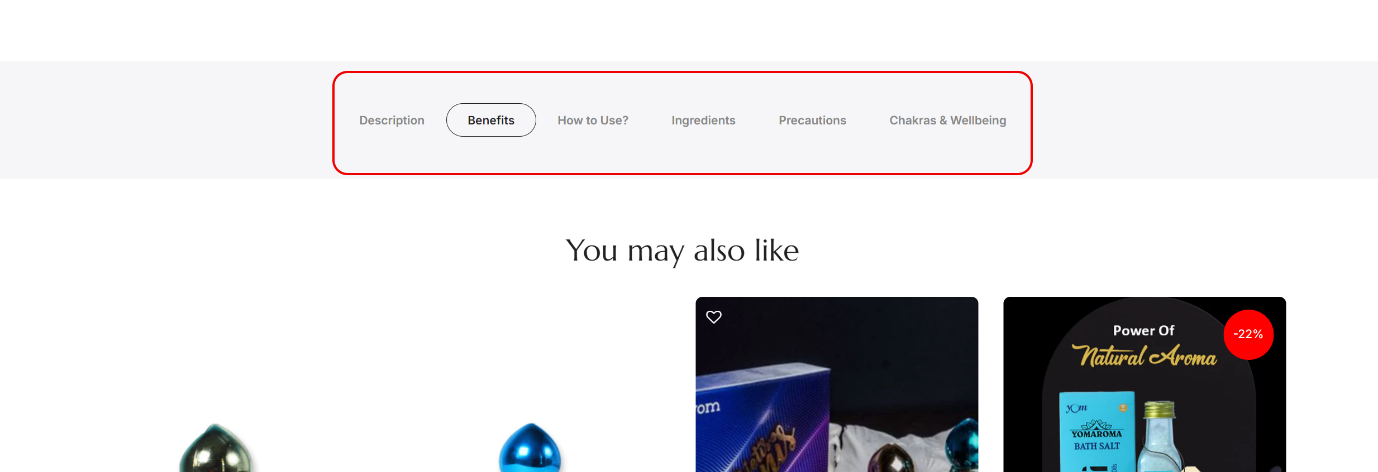 Description Benefits How to Use? Ingredients Precautions Chakras & Wellbeing
You may also like
Power Of
-22%
Natural Aroma
yom
YOMAROMA
BATH SALT